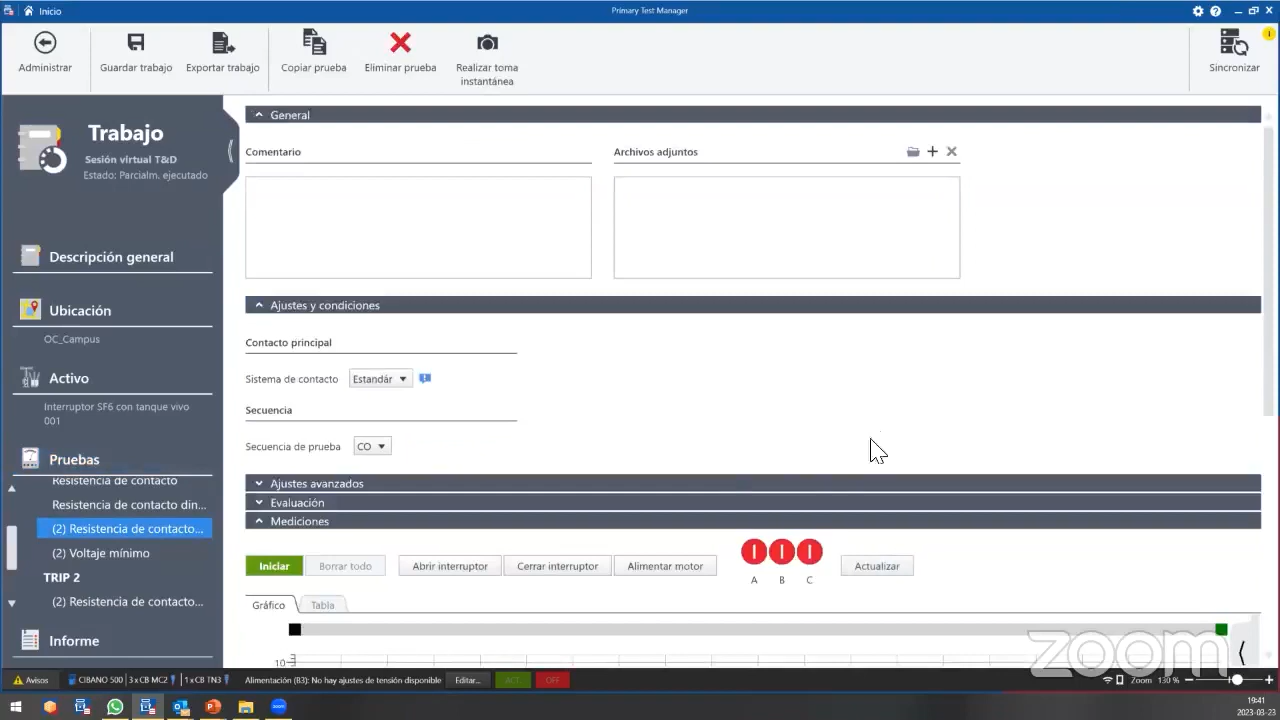 Inicio
Primary Test Manager
Administrar
Guardar trabajo
Exportar trabajo
Copiar prueba
Eliminar prueba
Realizar toma
instantánea
Sincronizar
Trabajo
Sesión virtual T&D
Estado: Parcialm. ejecutado
Descripción general
Ubicación
OC_Campus
Activo
Interruptor SF6 con tanque vivo
001
Pruebas
Resistencia de contacto
Resistencia de contacto din...
(2) Resistencia de contacto...
(2) Voltaje mínimo
TRIP 2
(2) Resistencia de contacto...
Informe
General
Comentario
Archivos adjuntos
Ajustes y condiciones
Contacto principal
Sistema de contacto
Estandár
Secuencia
Secuencia de prueba
CO
Ajustes avanzados
Evaluación
Mediciones
Iniciar
Borrar todo
Abrir interruptor
Cerrar interruptor
Alimentar motor
A
B
C
Actualizar
Gráfico
Tabla
10
zoom
Avisos
CIBANO 500
3 x CB MC2
1 x CB TN3
Alimentación (B3): No hay ajustes de tensión disponible
Editar...
ACT.
OFF
Zoom 130 %
19:41
2023-03-23